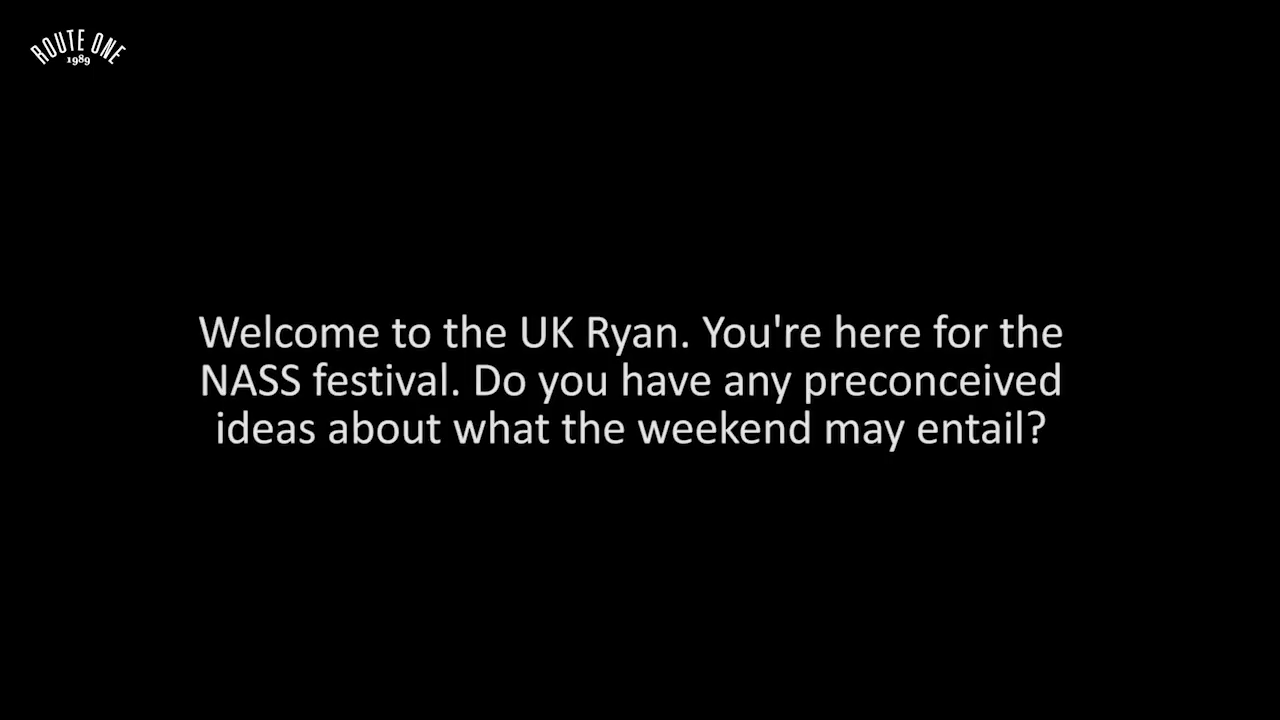 ROUTE ONE
1989
Welcome to the UK Ryan. You're here for the
NASS festival. Do you have any preconceived
ideas about what the weekend may entail?